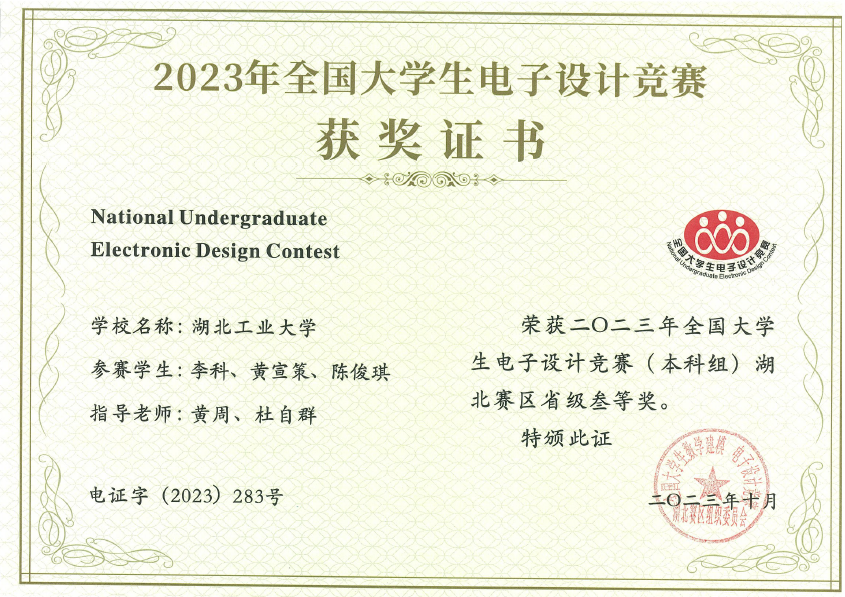 2023年全国大学生电子设计竞赛
获奖证书
National Undergraduate
Electronic Design Contest
全国大学生电子设计竞赛
National Undergraduate Electronic Design Contest
学校名称：湖北工业大学
参赛学生：李科、黄宣策、陈俊琪
指导老师：黄周、杜自群
电证字（2023）283号
荣获二〇二三年全国大学
生电子设计竞赛（本科组）湖
北赛区省级叁等奖。
特颁此证
二〇二三年十月
国大学生数学建模 电子设计竞赛
湖北赛区组织委员会